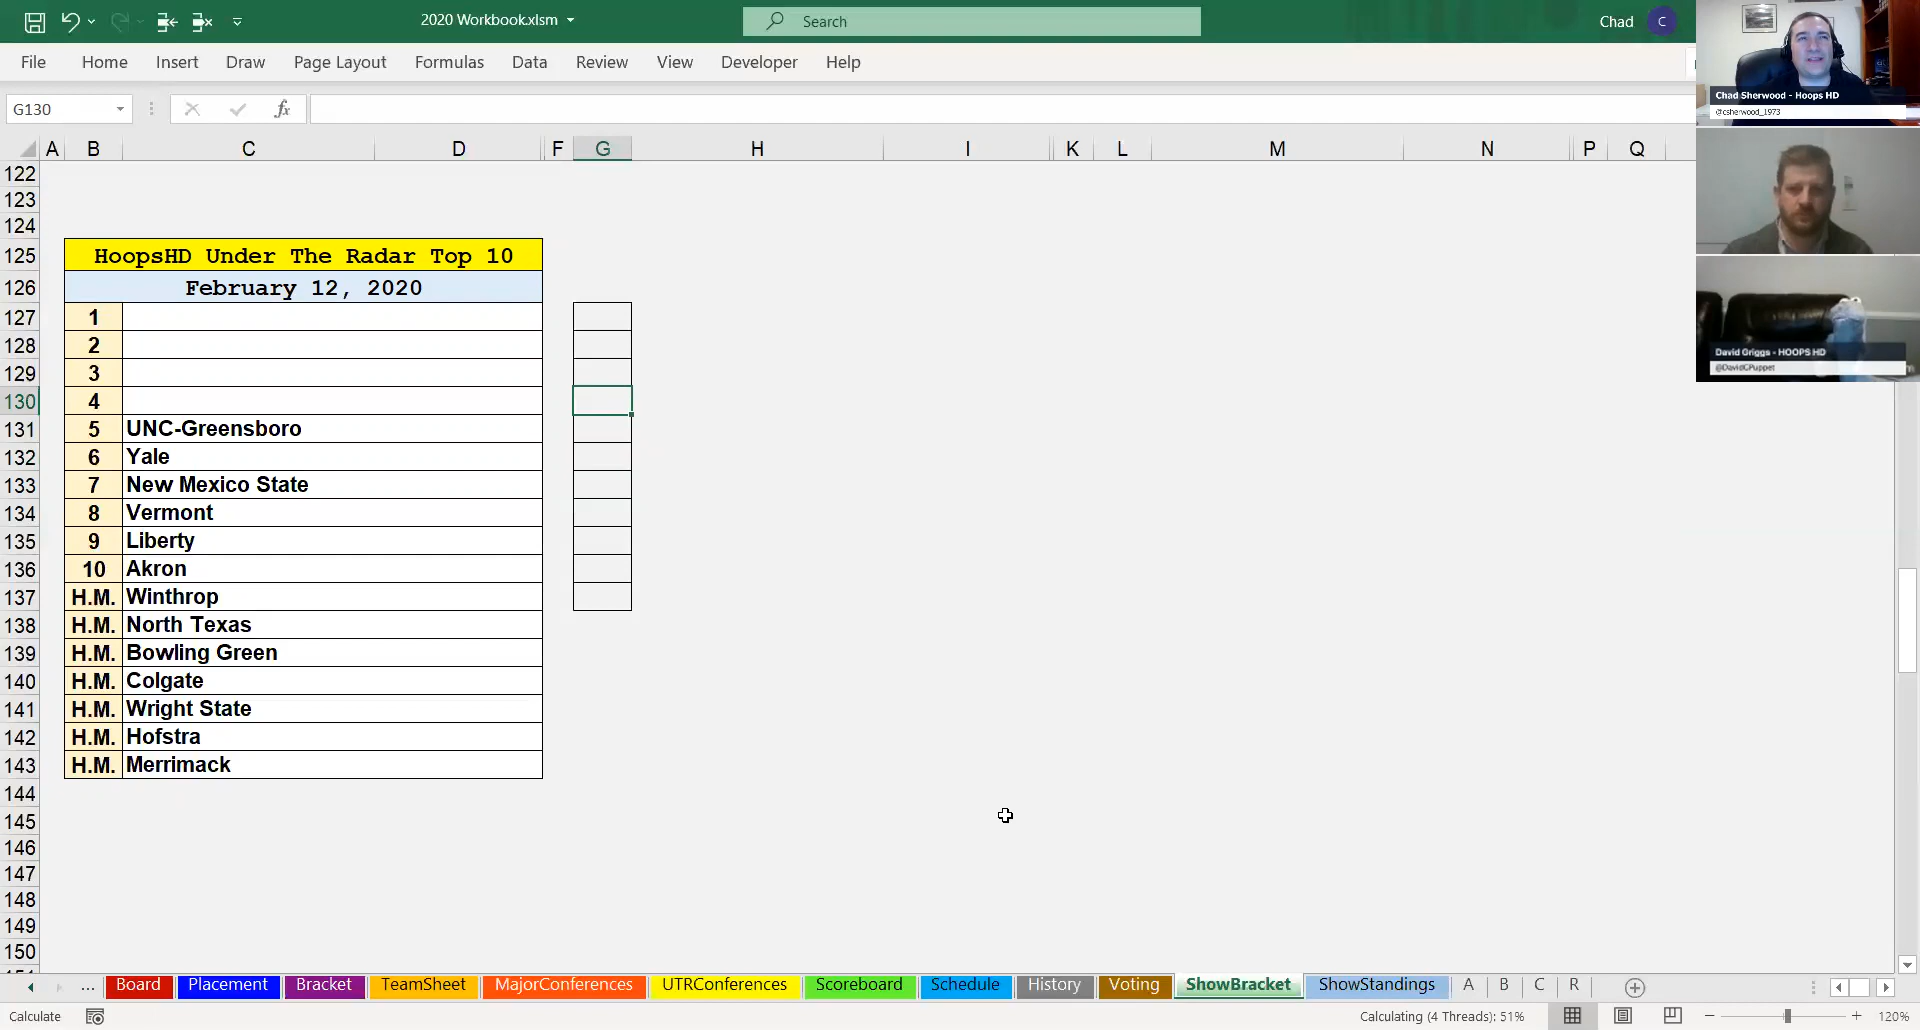 2020 Workbook.xlsm
Search
Chad
C
File Home Insert Draw Page Layout Formulas Data Review View Developer Help
G130
fx
A B C D F G H I K L M N P Q
122
123
124
125 HoopsHD Under The Radar Top 10
126 February 12, 2020
127 1
128 2
129 3
130 4
131 5 UNC-Greensboro
132 6 Yale
133 7 New Mexico State
134 8 Vermont
135 9 Liberty
136 10 Akron
137 H.M. Winthrop
138 H.M. North Texas
139 H.M. Bowling Green
140 H.M. Colgate
141 H.M. Wright State
142 H.M. Hofstra
143 H.M. Merrimack
144
145
146
147
148
149
150
Chad Sherwood - Hoops HD
@csherwood_1973
David Griggs - HOOPS HD
@DavidGPuppet
... Board Placement Bracket TeamSheet MajorConferences UTRConferences Scoreboard Schedule History Voting ShowBracket ShowStandings A B C R
Calculate
Calculating (4 Threads): 51%
120%